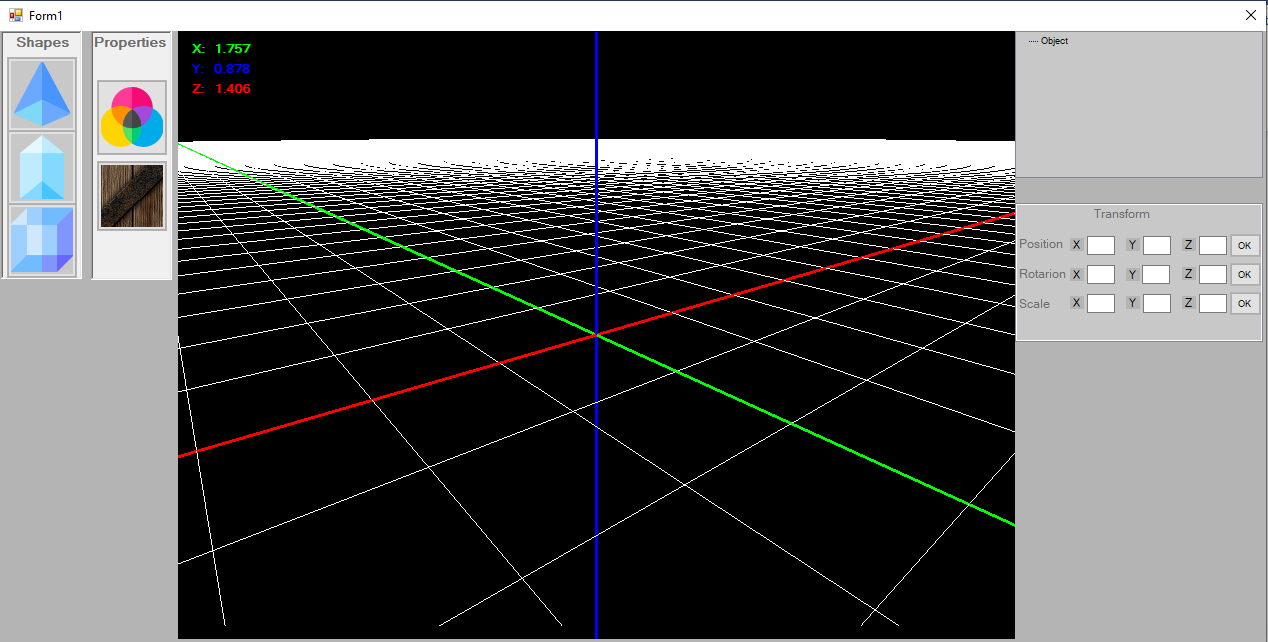 Form1
Shapes
Properties
X: 1.757
Y: 0.878
Z: 1.406
Object
Transform
Position X Y Z OK
Rotarion X Y Z OK
Scale X Y Z OK